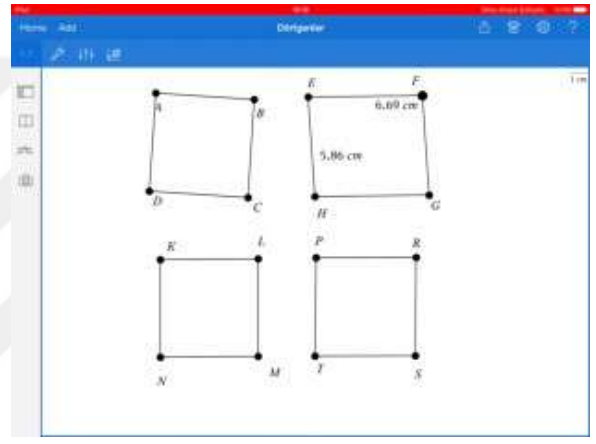 Home Add Dörtgenler ?
1 cm
E F
A B 6.69 cm
5.86 cm
D C H G
K L P R
N M T S